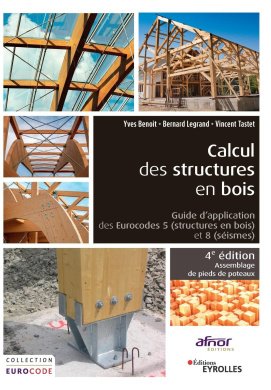 Yves Benoit • Bernard Legrand • Vincent Tastet
Calcul
des structures
en bois
Guide d'application
des Eurocodes 5 (structures en bois)
et 8 (séismes)
4e édition
Assemblage
de pieds de poteaux
afnor
ÉDITIONS
COLLECTION
EUROCODE
Éditions
EYROLLES